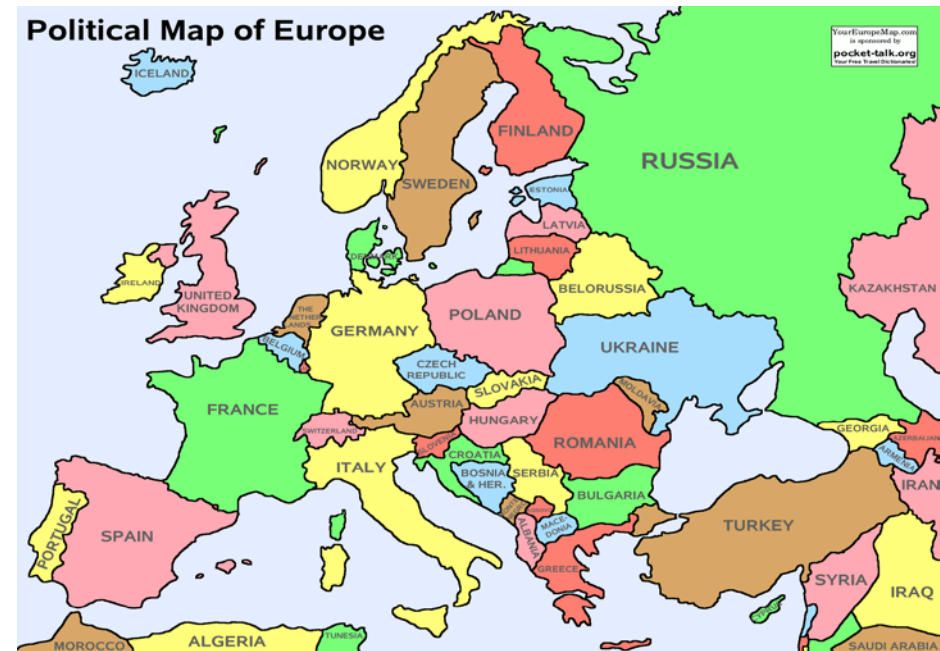 Political Map of Europe
YourEuropeMap.com
is sponsored by
pocket-talk.org
Your Free Travel Dictionaries!
ICELAND
FINLAND
NORWAY
RUSSIA
SWEDEN
ESTONIA
LATVIA
LITHUANIA
DENMARK
IRELAND
UNITED
KINGDOM
THE
NETHER
LANDS
BELORUSSIA
KAZAKHSTAN
POLAND
GERMANY
BELGIUM
UKRAINE
CZECH
REPUBLIC
SLOVAKIA
MOLDAVIA
FRANCE
AUSTRIA
SWITZERLAND
HUNGARY
GEORGIA
SLOVENIA
ROMANIA
AZERBAIJAN
CROATIA
ARMENIA
ITALY
BOSNIA
& HER.
SERBIA
IRAN
BULGARIA
KOSOVO
MACE-
DONIA
PORTUGAL
SPAIN
ALBANIA
TURKEY
GREECE
SYRIA
IRAQ
CYPRUS
MOROCCO
ALGERIA
TUNESIA
SAUDI ARABIA